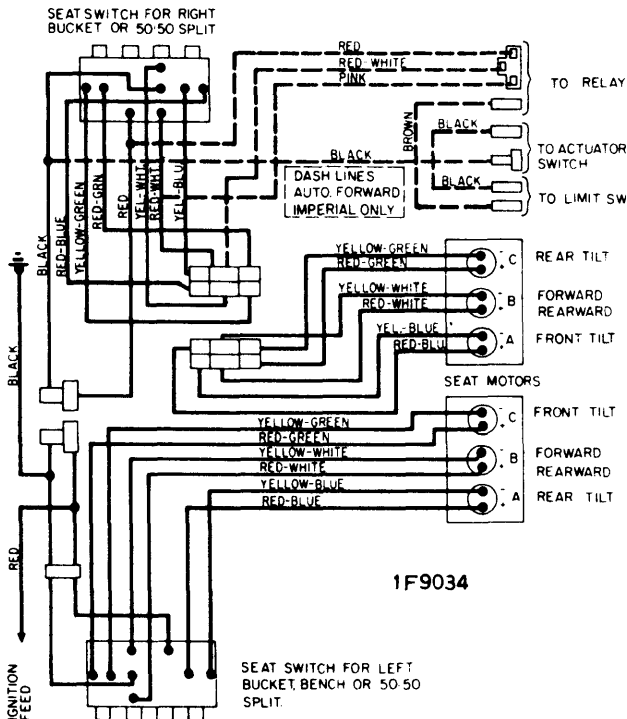 SEAT SWITCH FOR RIGHT
BUCKET OR 50-50 SPLIT
RED
RED-WHITE
PINK
TO RELAY
BROWN
BLACK
TO ACTUATOR
SWITCH
BLACK
BLACK
TO LIMIT SW
DASH LINES
AUTO. FORWARD
IMPERIAL ONLY
BLACK
RED-BLUE
YELLOW-GREEN
RED-GRN
RED
YEL-WHT
RED-WHT
YEL-BLU
YELLOW-GREEN
RED-GREEN
YELLOW-WHITE
RED-WHITE
YEL.-BLUE
RED-BLU
- C
+
REAR TILT
- B
+
FORWARD
REARWARD
- A
+
FRONT TILT
BLACK
SEAT MOTORS
YELLOW-GREEN
RED-GREEN
YELLOW-WHITE
RED-WHITE
YELLOW-BLUE
RED-BLUE
- C
+
FRONT TILT
- B
+
FORWARD
REARWARD
- A
+
REAR TILT
RED
1F9034
IGNITION
FEED
SEAT SWITCH FOR LEFT
BUCKET, BENCH OR 50-50
SPLIT.